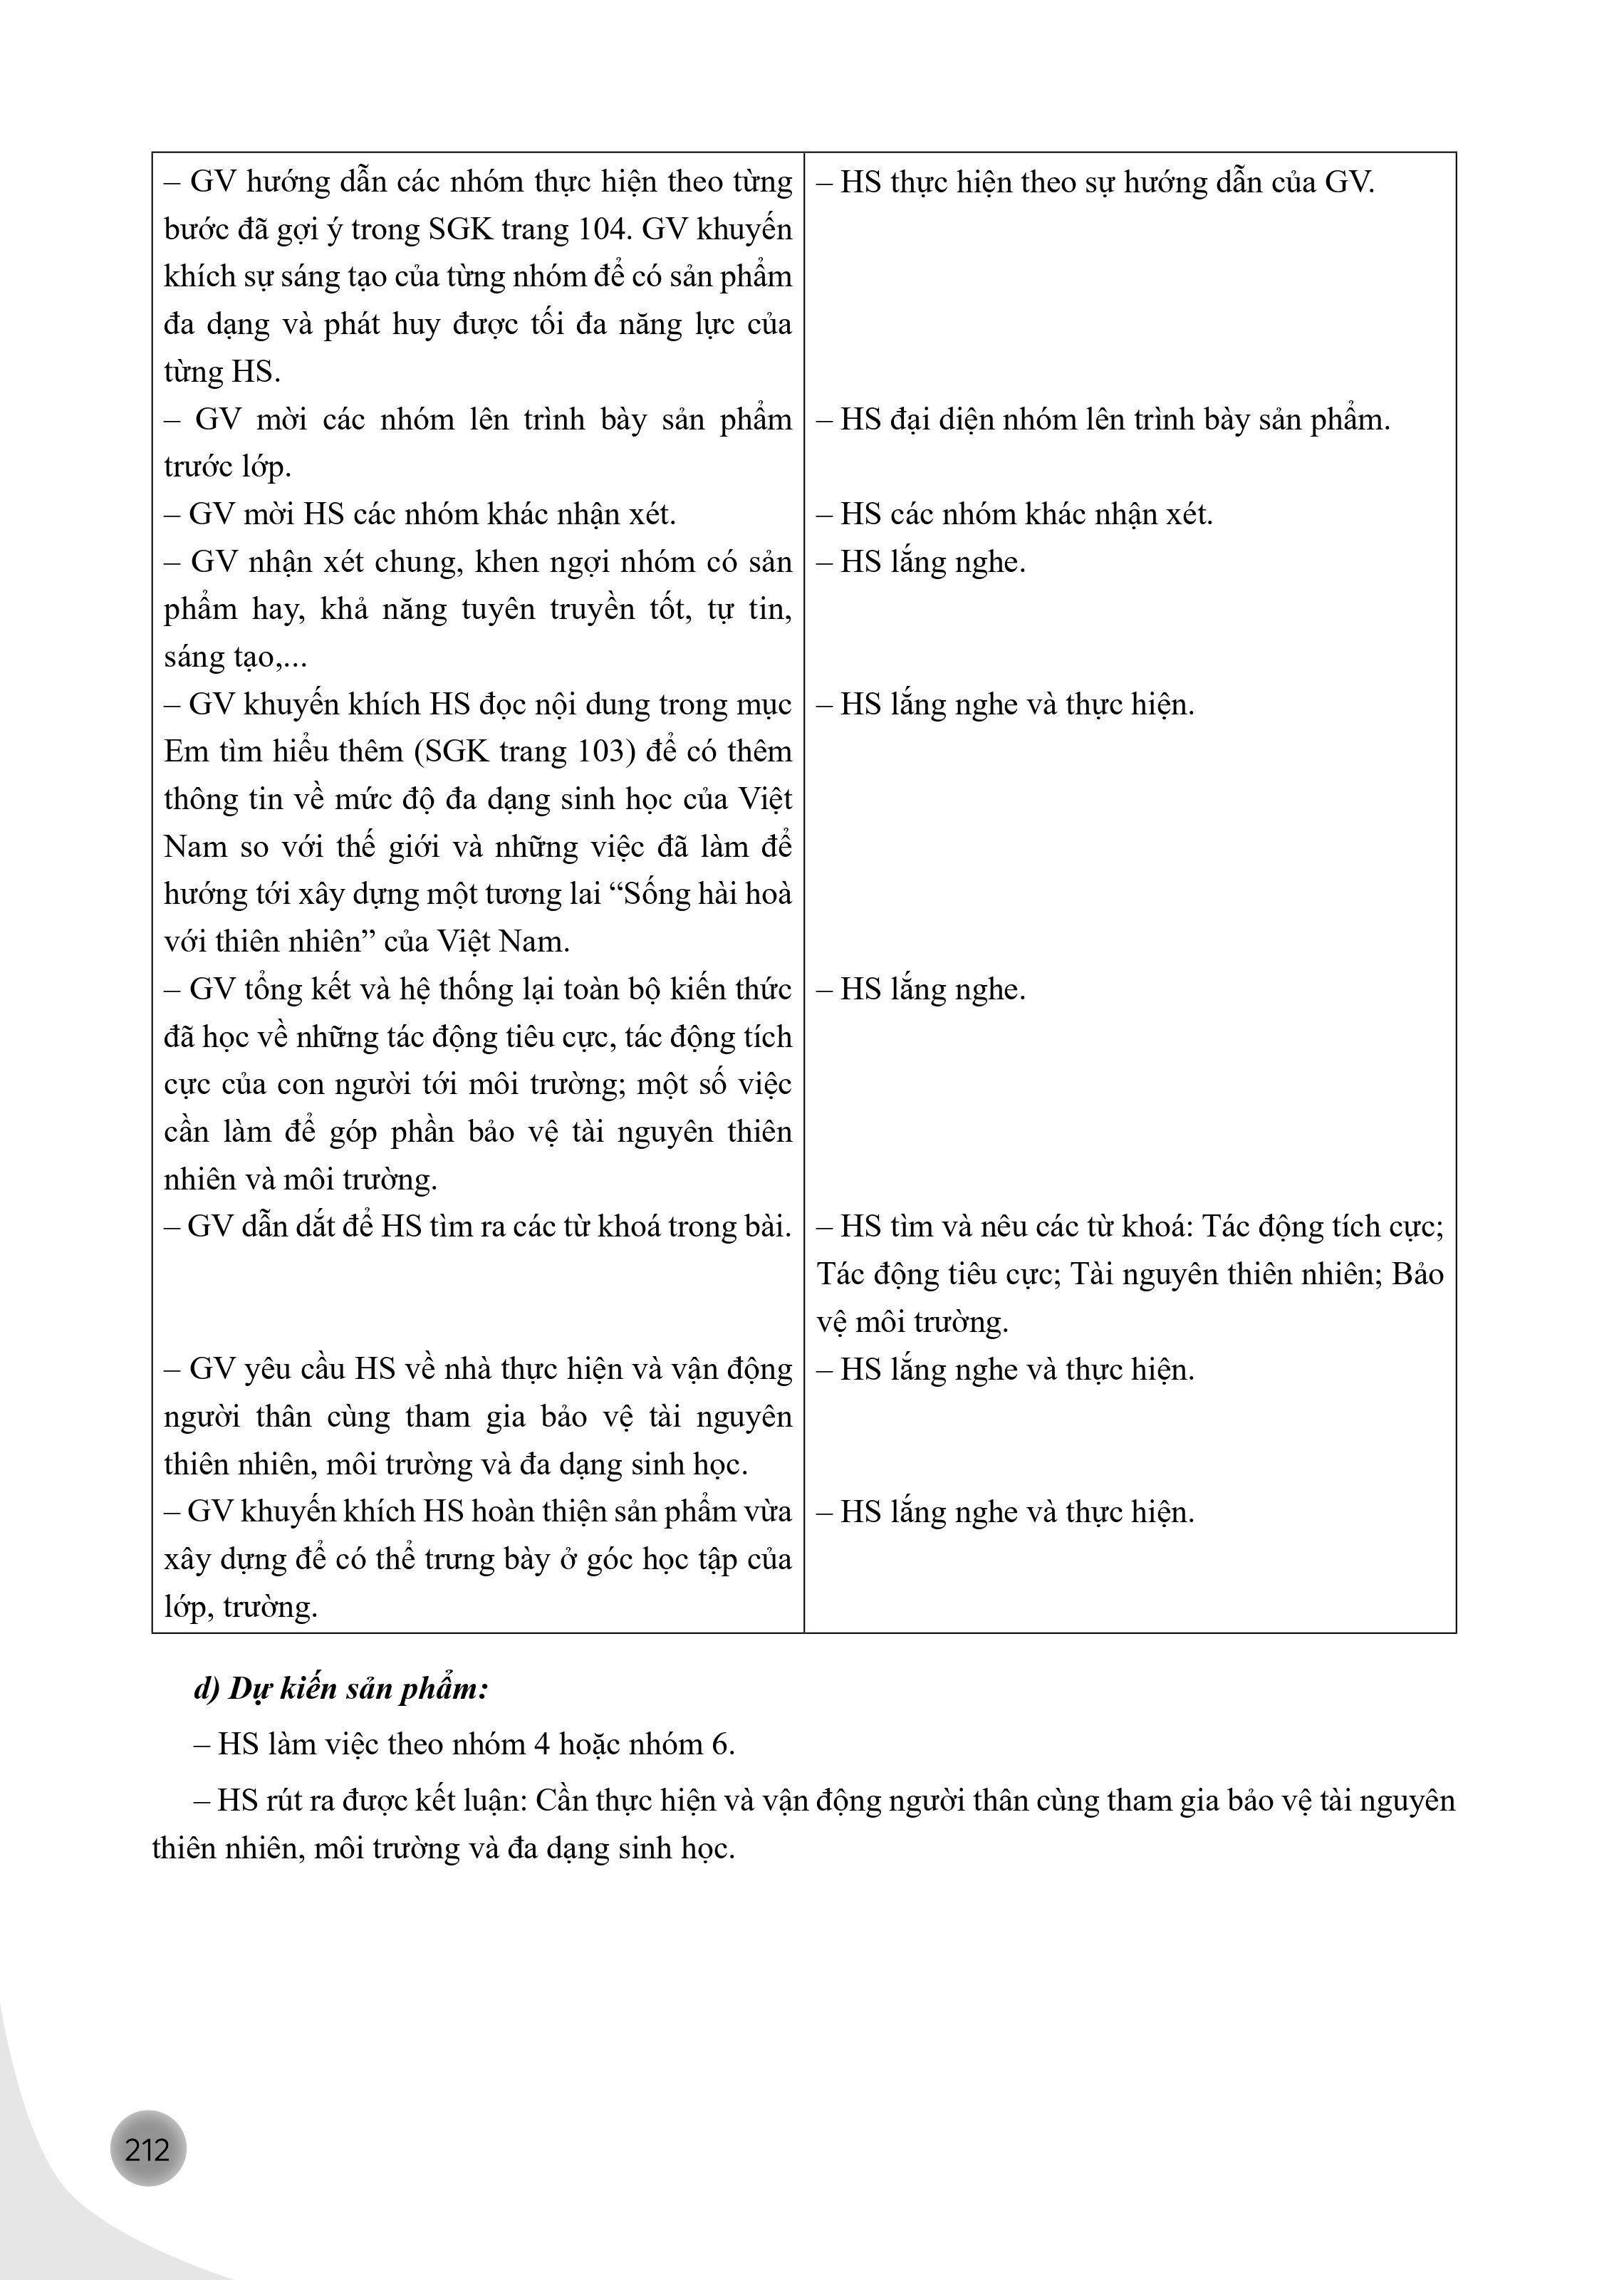 – GV hướng dẫn các nhóm thực hiện theo từng
bước đã gợi ý trong SGK trang 104. GV khuyến
khích sự sáng tạo của từng nhóm để có sản phẩm
đa dạng và phát huy được tối đa năng lực của
từng HS.
– HS thực hiện theo sự hướng dẫn của GV.
– GV mời các nhóm lên trình bày sản phẩm
trước lớp.
– HS đại diện nhóm lên trình bày sản phẩm.
– GV mời HS các nhóm khác nhận xét.
– HS các nhóm khác nhận xét.
– GV nhận xét chung, khen ngợi nhóm có sản
phẩm hay, khả năng tuyên truyền tốt, tự tin,
sáng tạo,...
– HS lắng nghe.
– GV khuyến khích HS đọc nội dung trong mục
Em tìm hiểu thêm (SGK trang 103) để có thêm
thông tin về mức độ đa dạng sinh học của Việt
Nam so với thế giới và những việc đã làm để
hướng tới xây dựng một tương lai “Sống hài hoà
với thiên nhiên” của Việt Nam.
– HS lắng nghe và thực hiện.
– GV tổng kết và hệ thống lại toàn bộ kiến thức
đã học về những tác động tiêu cực, tác động tích
cực của con người tới môi trường; một số việc
cần làm để góp phần bảo vệ tài nguyên thiên
nhiên và môi trường.
– HS lắng nghe.
– GV dẫn dắt để HS tìm ra các từ khoá trong bài.
– HS tìm và nêu các từ khoá: Tác động tích cực;
Tác động tiêu cực; Tài nguyên thiên nhiên; Bảo
vệ môi trường.
– GV yêu cầu HS về nhà thực hiện và vận động
người thân cùng tham gia bảo vệ tài nguyên
thiên nhiên, môi trường và đa dạng sinh học.
– HS lắng nghe và thực hiện.
– GV khuyến khích HS hoàn thiện sản phẩm vừa
xây dựng để có thể trưng bày ở góc học tập của
lớp, trường.
– HS lắng nghe và thực hiện.
d) Dự kiến sản phẩm:
– HS làm việc theo nhóm 4 hoặc nhóm 6.
– HS rút ra được kết luận: Cần thực hiện và vận động người thân cùng tham gia bảo vệ tài nguyên
thiên nhiên, môi trường và đa dạng sinh học.
212